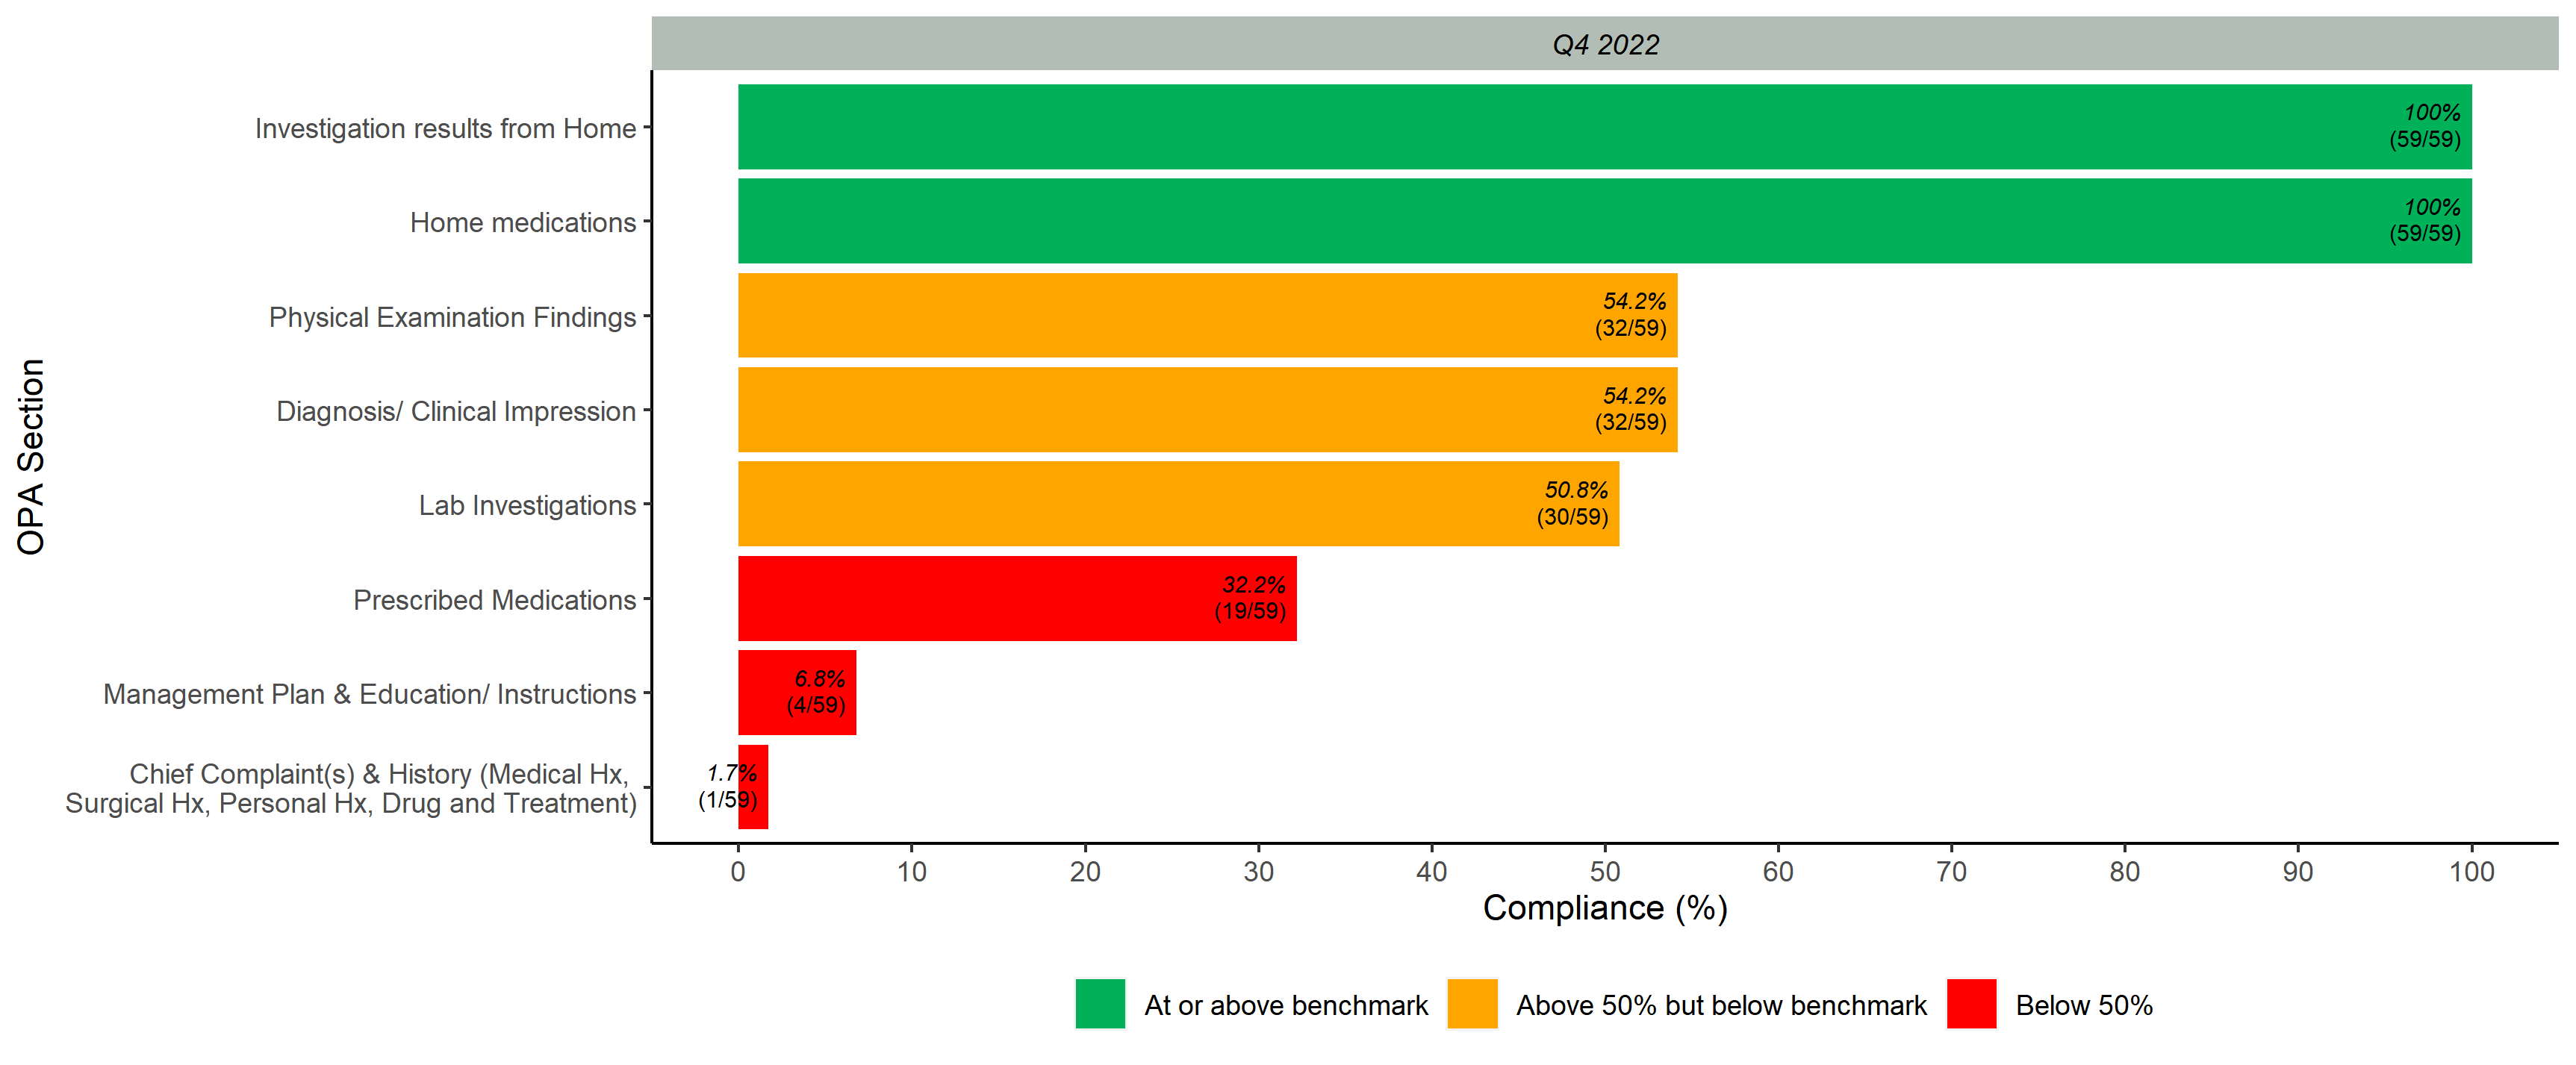 Q4 2022
OPA Section
Investigation results from Home
100%
(59/59)
Home medications
100%
(59/59)
Physical Examination Findings
54.2%
(32/59)
Diagnosis/ Clinical Impression
54.2%
(32/59)
Lab Investigations
50.8%
(30/59)
Prescribed Medications
32.2%
(19/59)
Management Plan & Education/ Instructions
6.8%
(4/59)
Chief Complaint(s) & History (Medical Hx,
Surgical Hx, Personal Hx, Drug and Treatment)
1.7%
(1/59)
0 10 20 30 40 50 60 70 80 90 100
Compliance (%)
At or above benchmark Above 50% but below benchmark Below 50%